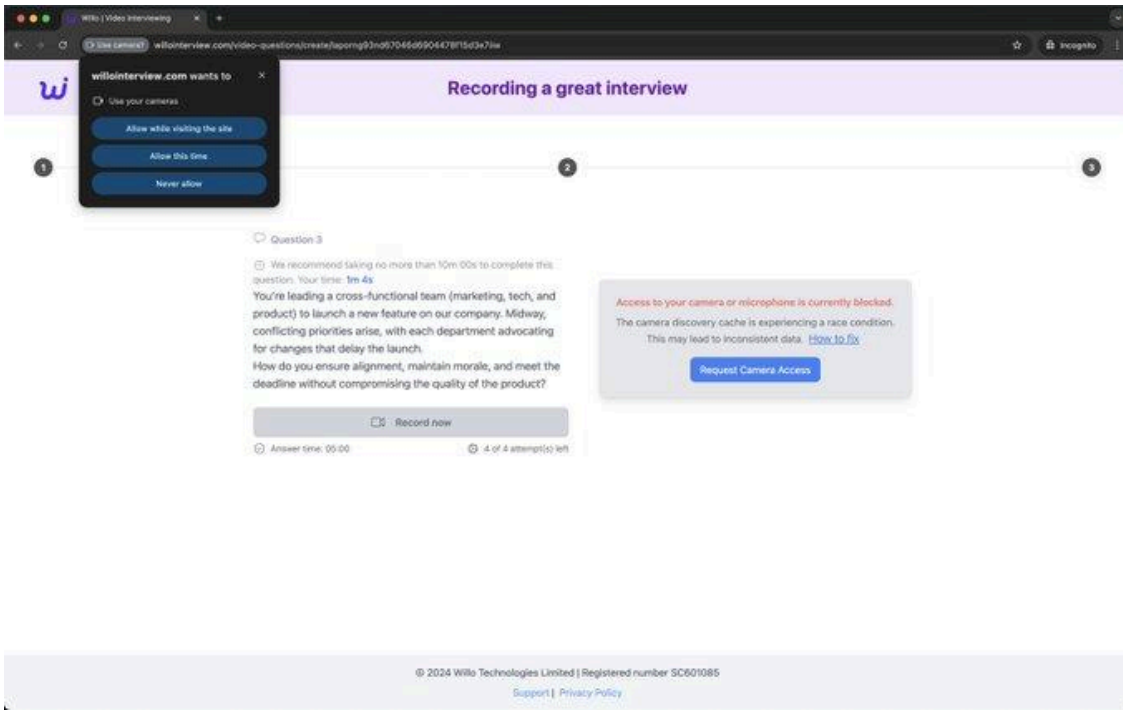 Willo | Video Interviewing
Use camera?
Incognito
willointerview.com wants to
Use your cameras
Allow while visiting the site
Allow this time
Never allow
Recording a great interview
1
2
3
Question 3
We recommend taking no more than 10m 00s to complete this
question. Your time: 1m 4s
You're leading a cross-functional team (marketing, tech, and
product) to launch a new feature on our company. Midway,
conflicting priorities arise, with each department advocating
for changes that delay the launch.
How do you ensure alignment, maintain morale, and meet the
deadline without compromising the quality of the product?
Record now
Answer time: 05:00
4 of 4 attempt(s) left
Access to your camera or microphone is currently blocked.
The camera discovery cache is experiencing a race condition.
This may lead to inconsistent data. How to fix
Request Camera Access
© 2024 Willo Technologies Limited | Registered number SC601085
Support | Privacy Policy